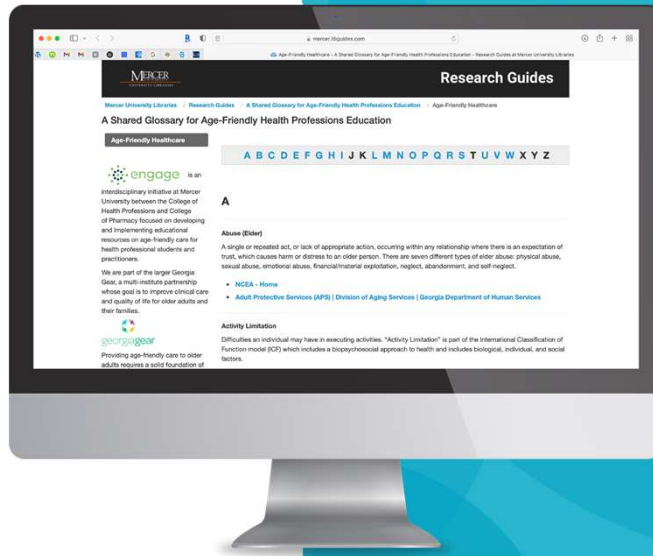 mercer.libguides.com
Age-Friendly Healthcare - A Shared Glossary for Age-Friendly Health Professions Education - Research Guides at Mercer University Libraries
MERCER
UNIVERSITY LIBRARIES
Research Guides
Mercer University Libraries / Research Guides / A Shared Glossary for Age-Friendly Health Professions Education / Age-Friendly Healthcare
A Shared Glossary for Age-Friendly Health Professions Education
Age-Friendly Healthcare
engage is an
interdisciplinary initiative at Mercer
University between the College of
Health Professions and College
of Pharmacy focused on developing
and implementing educational
resources on age-friendly care for
health professional students and
practitioners.
We are part of the larger Georgia
Gear, a multi-institute partnership
whose goal is to improve clinical care
and quality of life for older adults and
their families.
georgiagear
Providing age-friendly care to older
adults requires a solid foundation of
A B C D E F G H I J K L M N O P Q R S T U V W X Y Z
A
Abuse (Elder)
A single or repeated act, or lack of appropriate action, occurring within any relationship where there is an expectation of
trust, which causes harm or distress to an older person. There are seven different types of elder abuse: physical abuse,
sexual abuse, emotional abuse, financial/material exploitation, neglect, abandonment, and self-neglect.
• NCEA - Home
• Adult Protective Services (APS) | Division of Aging Services | Georgia Department of Human Services
Activity Limitation
Difficulties an individual may have in executing activities. "Activity Limitation" is part of the International Classification of
Function model (ICF) which includes a biopsychosocial approach to health and includes biological, individual, and social
factors.